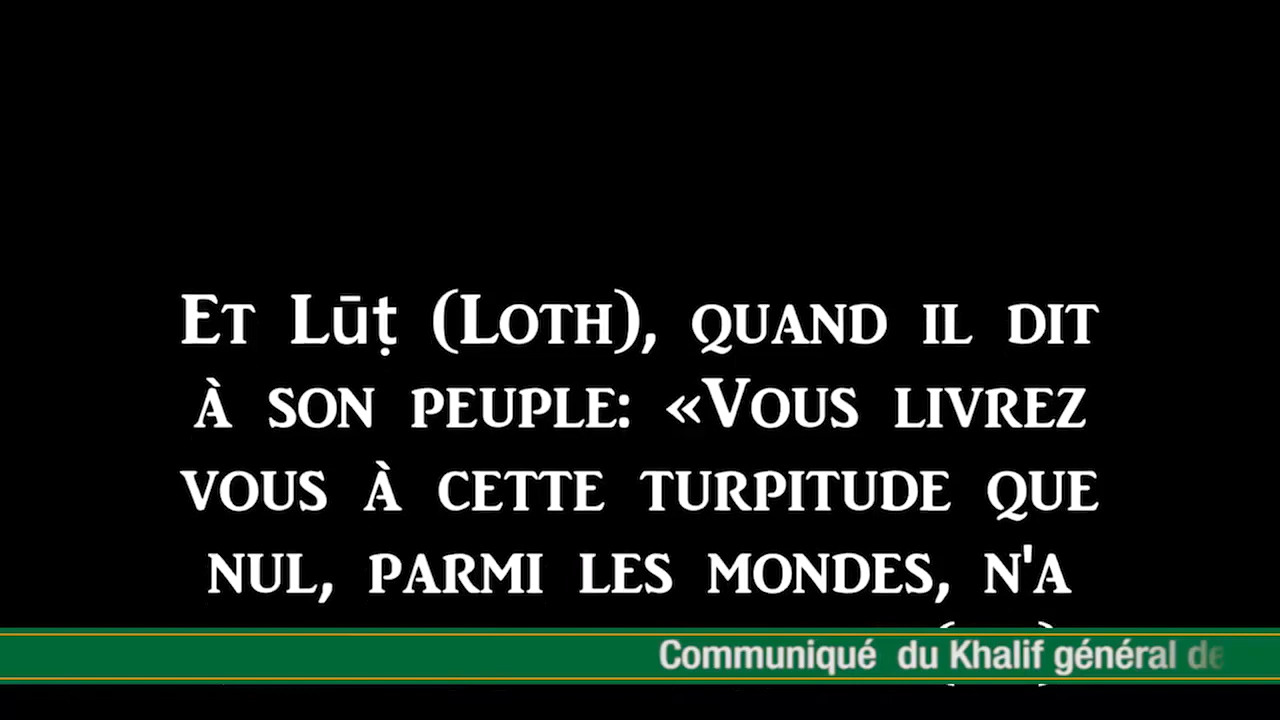 Et Lūṭ (Loth), quand il dit
à son peuple: «Vous livrez
vous à cette turpitude que
nul, parmi les mondes, n'a
Communiqué du Khalif général de